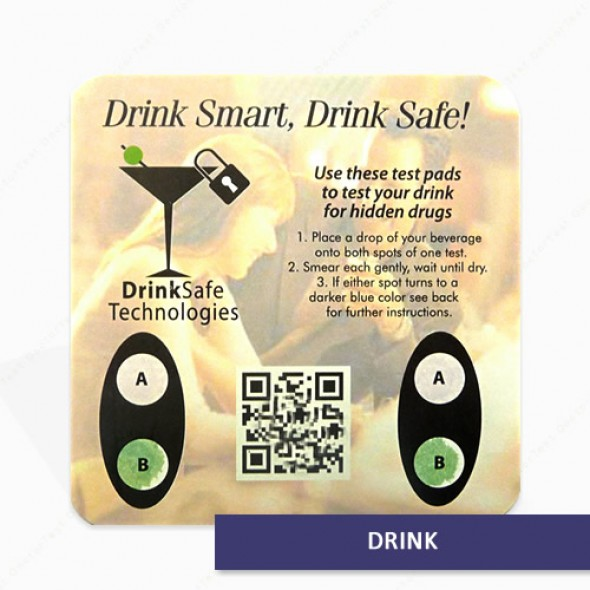 Drink Smart, Drink Safe!
Use these test pads
to test your drink
for hidden drugs
1. Place a drop of your beverage
onto both spots of one test.
2. Smear each gently, wait until dry.
3. If either spot turns to a
darker blue color see back
for further instructions.
DrinkSafe
Technologies
A
B
A
B
DRINK